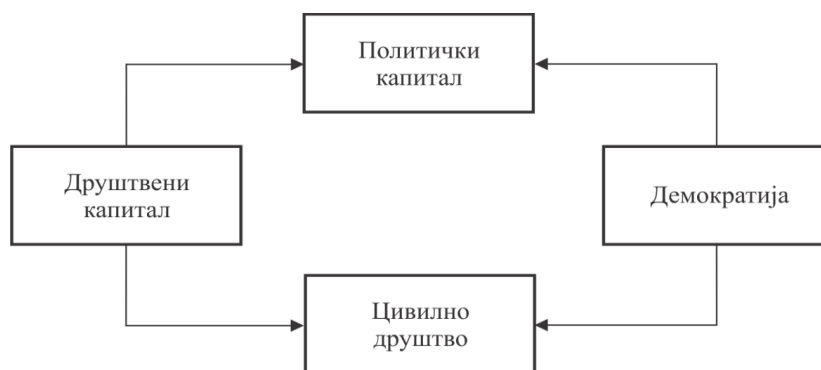 Политички
капитал
Друштвени
капитал
Демократија
Цивилно
друштво